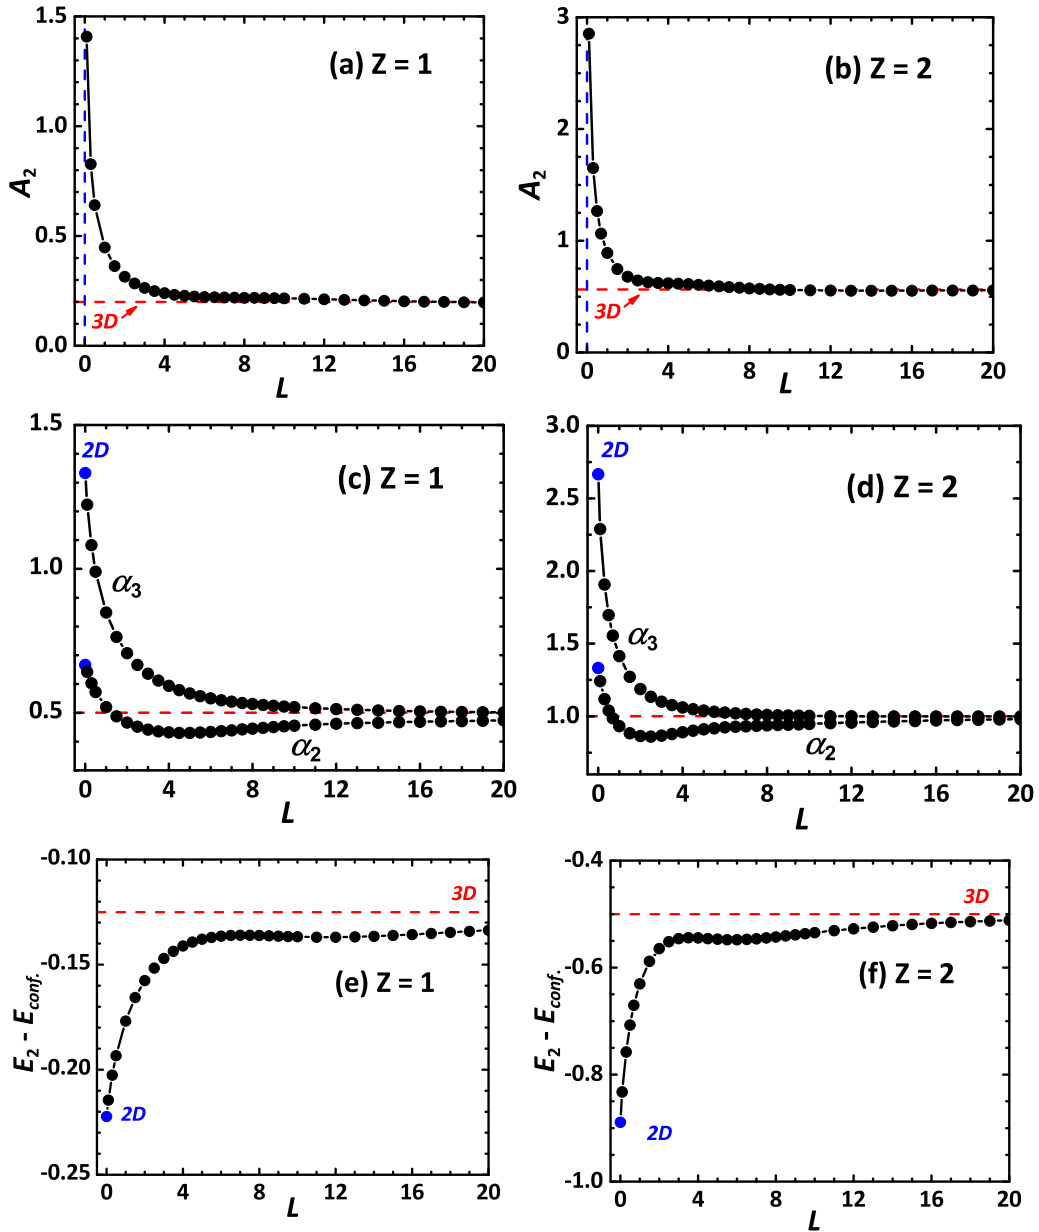 1.5
1.0
0.5
0.0
A2
(a) Z = 1
3D
0 4 8 12 16 20
L
3
2
1
0
A2
(b) Z = 2
3D
0 4 8 12 16 20
L
1.5
1.0
0.5
2D
(c) Z = 1
α3
α2
0 4 8 12 16 20
L
3.0
2.5
2.0
1.5
1.0
2D
(d) Z = 2
α3
α2
0 4 8 12 16 20
L
-0.10
-0.15
-0.20
-0.25
E2 - Econf.
3D
(e) Z = 1
2D
0 4 8 12 16 20
L
-0.4
-0.6
-0.8
-1.0
E2 - Econf.
3D
(f) Z = 2
2D
0 4 8 12 16 20
L